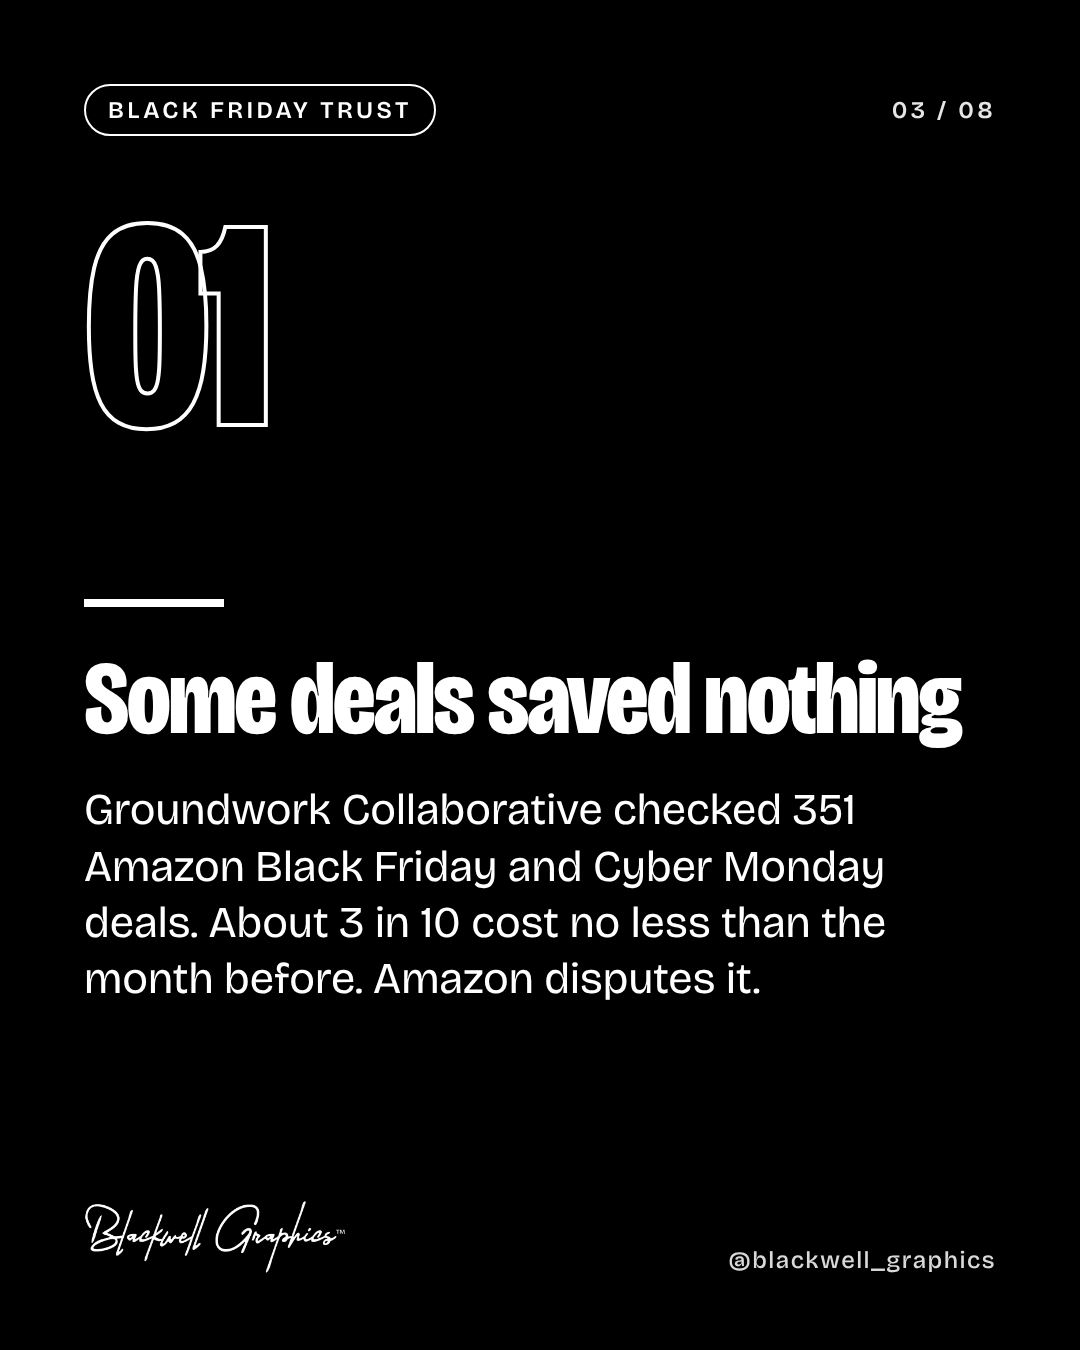 BLACK FRIDAY TRUST
03 / 08
01
Some deals saved nothing
Groundwork Collaborative checked 351
Amazon Black Friday and Cyber Monday
deals. About 3 in 10 cost no less than the
month before. Amazon disputes it.
Blackwell Graphics™
@blackwell_graphics